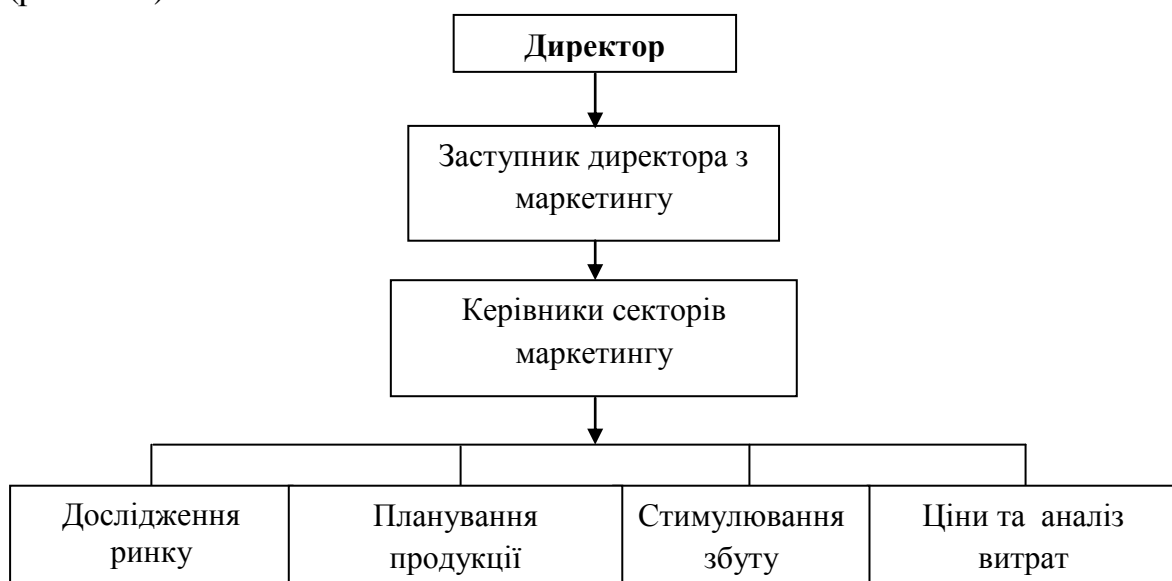 Директор
Заступник директора з
маркетингу
Керівники секторів
маркетингу
Дослідження
ринку
Планування
продукції
Стимулювання
збуту
Ціни та аналіз
витрат